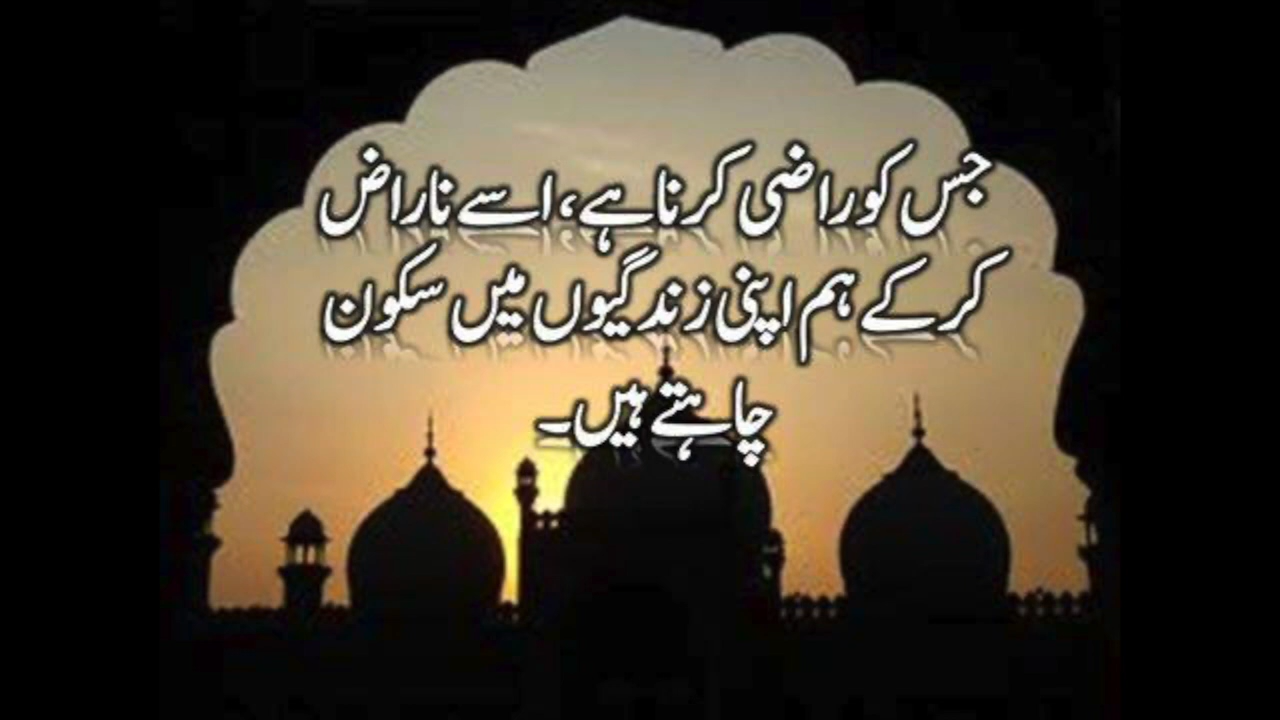 جس کو راضی کرنا ہے، اسے ناراض
کر کے ہم اپنی زندگیوں میں سکون
چاہتے ہیں۔